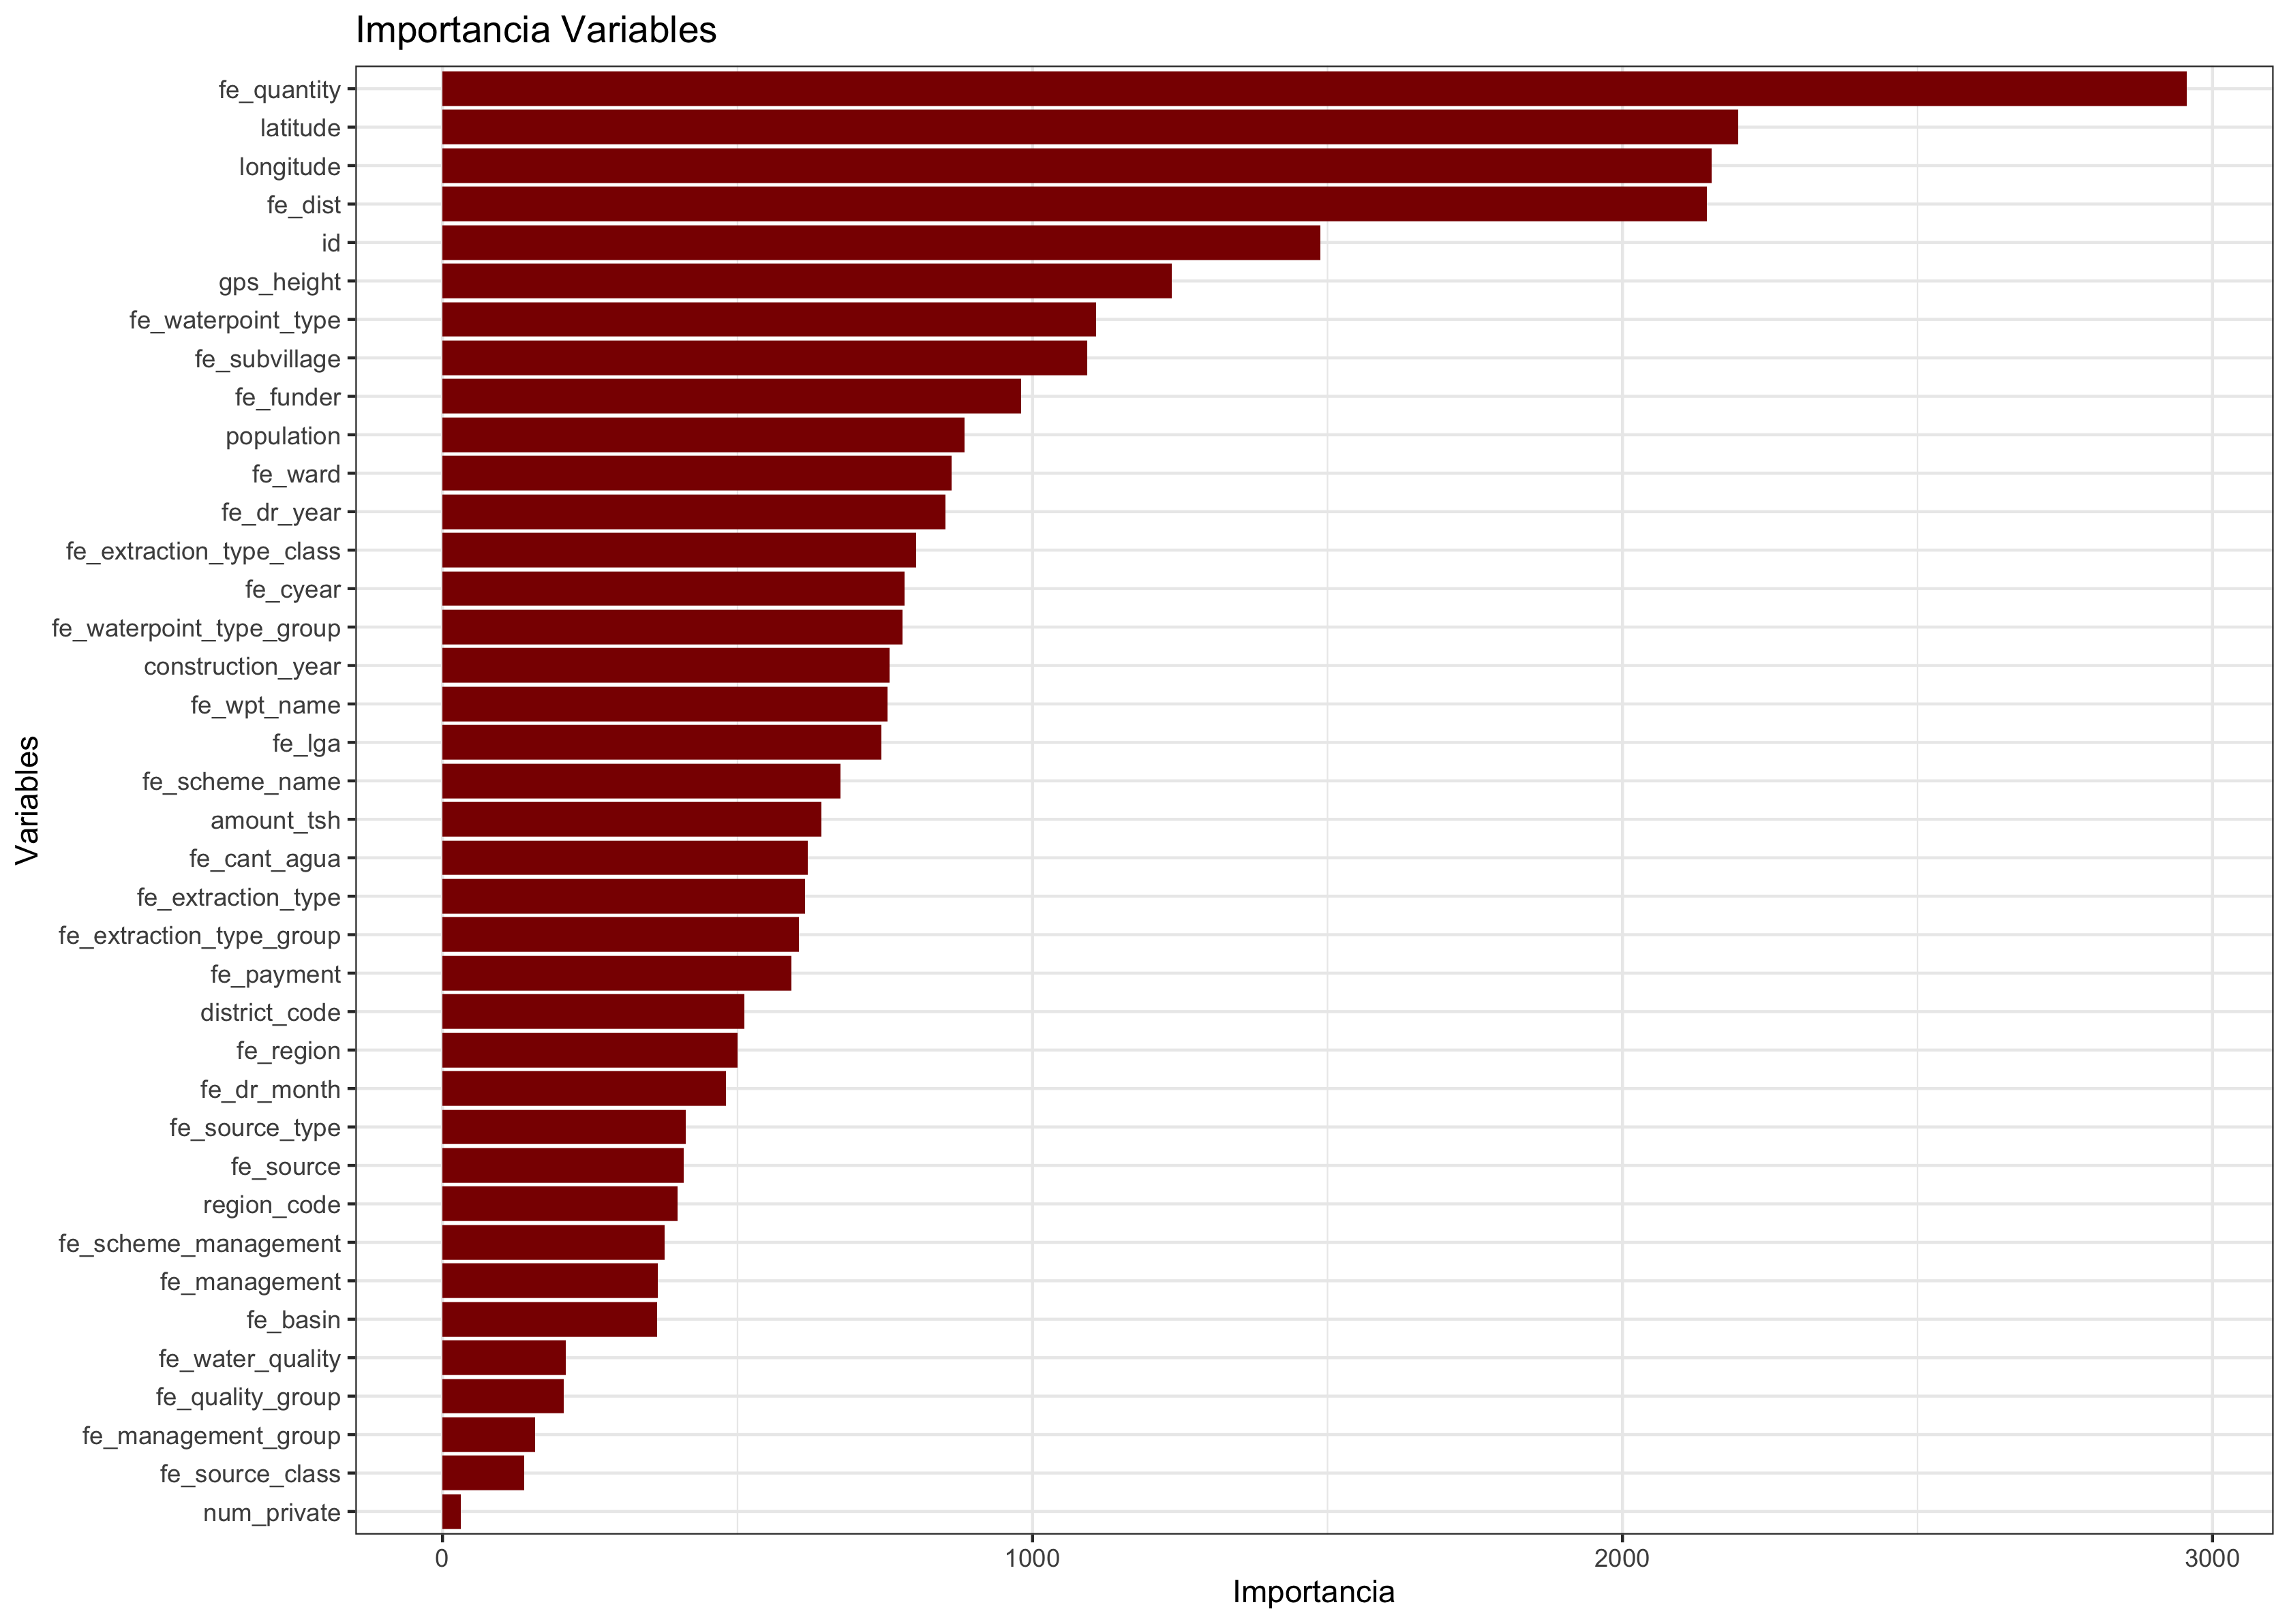 Importancia Variables
fe_quantity
latitude
longitude
fe_dist
id
gps_height
fe_waterpoint_type
fe_subvillage
fe_funder
population
fe_ward
fe_dr_year
fe_extraction_type_class
fe_cyear
fe_waterpoint_type_group
construction_year
fe_wpt_name
fe_lga
fe_scheme_name
amount_tsh
fe_cant_agua
fe_extraction_type
fe_extraction_type_group
fe_payment
district_code
fe_region
fe_dr_month
fe_source_type
fe_source
region_code
fe_scheme_management
fe_management
fe_basin
fe_water_quality
fe_quality_group
fe_management_group
fe_source_class
num_private
Variables
0 1000 2000 3000
Importancia